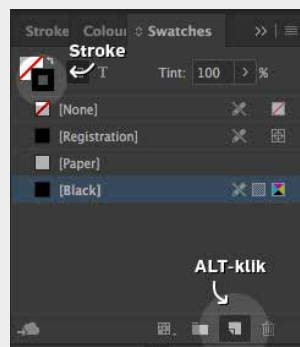 Stroke Colour Swatches
Stroke
T Tint: 100 > %
[None]
[Registration]
[Paper]
[Black]
ALT-klik